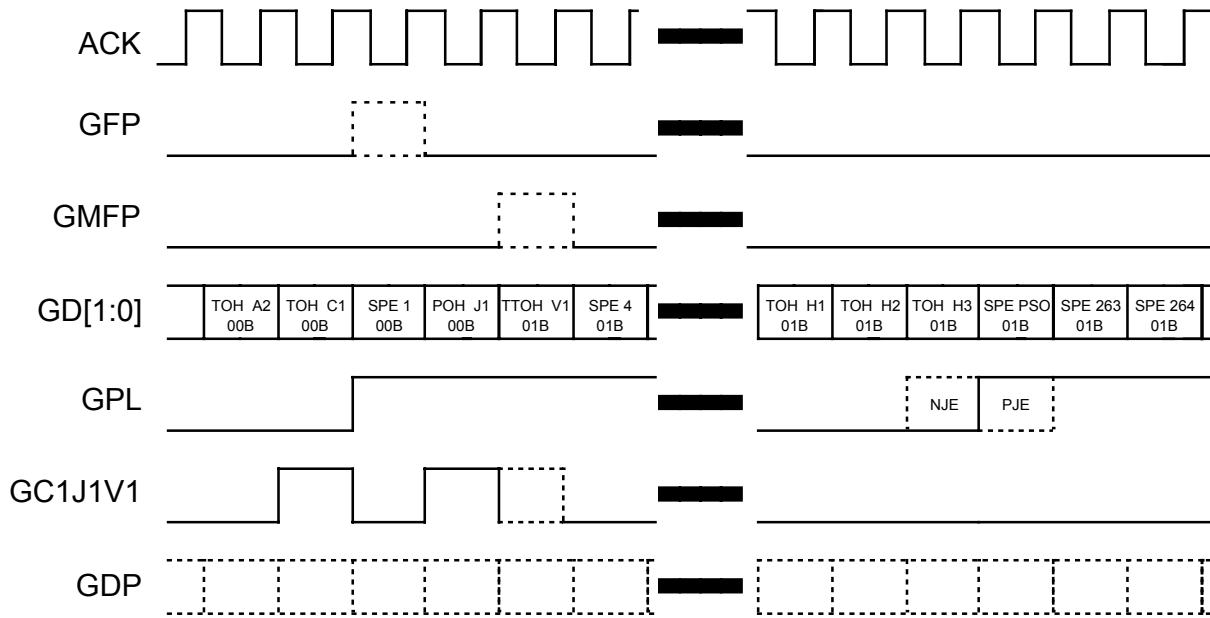 ACK
GFP
GMFP
GD[1:0]
TOH A2 TOH C1 SPE 1 POH J1 TTOH V1 SPE 4 TOH H1 TOH H2 TOH H3 SPE PSO SPE 263 SPE 264
00B 00B 00B 00B 01B 01B 01B 01B 01B 01B 01B 01B
GPL
NJE PJE
GC1J1V1
GDP